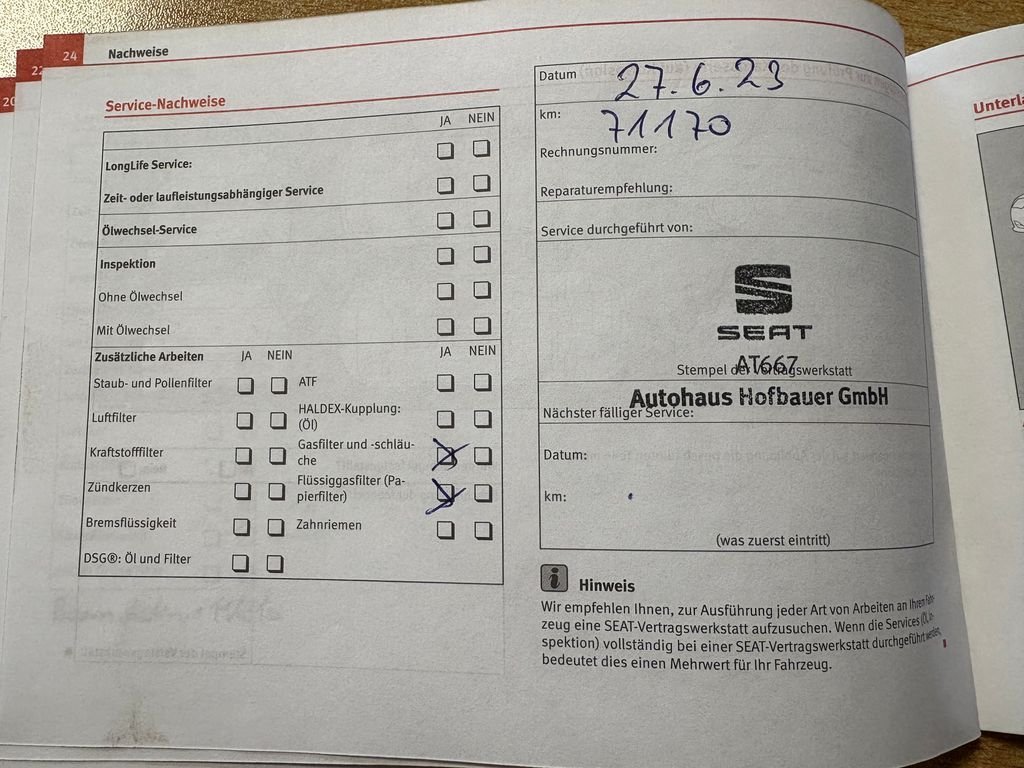 24 Nachweise
22
20
Service-Nachweise
JA NEIN
LongLife Service:
Zeit- oder laufleistungsabhängiger Service
Ölwechsel-Service
Inspektion
Ohne Ölwechsel
Mit Ölwechsel
Zusätzliche Arbeiten JA NEIN JA NEIN
Staub- und Pollenfilter ATF
Luftfilter HALDEX-Kupplung:
(Öl)
Kraftstofffilter Gasfilter und -schläu-
che
Zündkerzen Flüssiggasfilter (Pa-
pierfilter)
Bremsflüssigkeit Zahnriemen
DSG®: Öl und Filter
Datum 27.6.23
km: 71170
Rechnungsnummer:
Reparaturempfehlung:
Service durchgeführt von:
SEAT
AT667
Stempel der Vertragswerkstatt
Autohaus Hofbauer GmbH
Nächster fälliger Service:
Datum:
km:
(was zuerst eintritt)
Hinweis
Wir empfehlen Ihnen, zur Ausführung jeder Art von Arbeiten an Ihrem Fahr-
zeug eine SEAT-Vertragswerkstatt aufzusuchen. Wenn die Services (Öl, In-
spektion) vollständig bei einer SEAT-Vertragswerkstatt durchgeführt werden,
bedeutet dies einen Mehrwert für Ihr Fahrzeug.